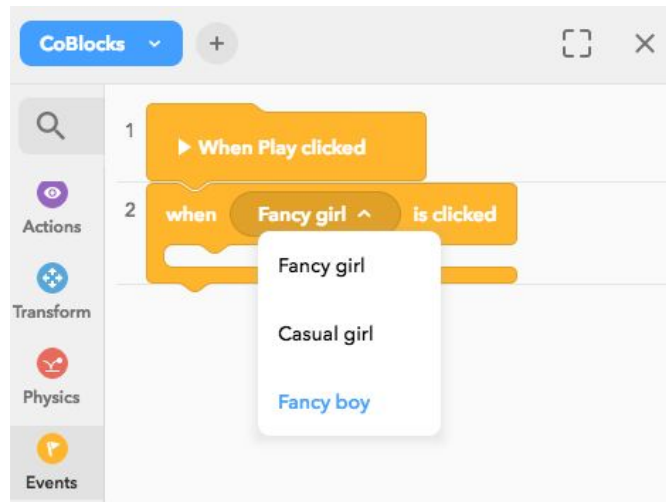 CoBlocks
1
When Play clicked
2
when Fancy girl is clicked
Fancy girl
Casual girl
Fancy boy
Actions
Transform
Physics
Events